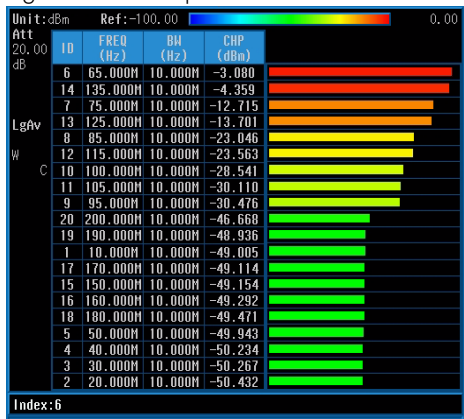 Unit:dBm Ref:-100.00 0.00
Att
20.00
dB
LgAv
W
C
ID FREQ (Hz) BW (Hz) CHP (dBm)
6 65.000M 10.000M -3.080
14 135.000M 10.000M -4.359
7 75.000M 10.000M -12.715
13 125.000M 10.000M -13.701
8 85.000M 10.000M -23.046
12 115.000M 10.000M -23.563
10 100.000M 10.000M -28.541
11 105.000M 10.000M -30.110
9 95.000M 10.000M -30.476
20 200.000M 10.000M -46.668
19 190.000M 10.000M -48.936
1 10.000M 10.000M -49.005
17 170.000M 10.000M -49.114
15 150.000M 10.000M -49.154
16 160.000M 10.000M -49.292
18 180.000M 10.000M -49.471
5 50.000M 10.000M -49.943
4 40.000M 10.000M -50.234
3 30.000M 10.000M -50.267
2 20.000M 10.000M -50.432
Index:6